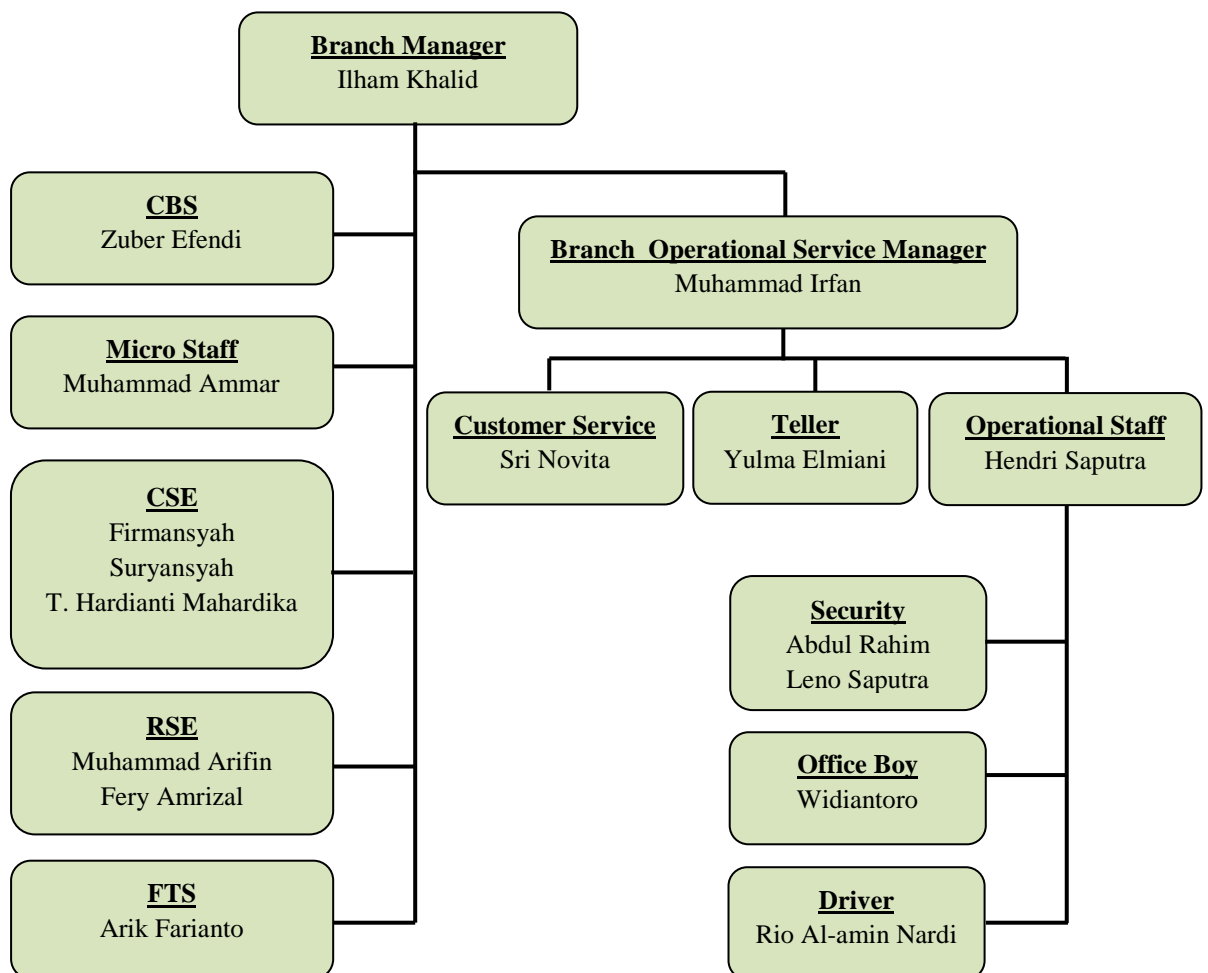 Branch Manager
Ilham Khalid
CBS
Zuber Efendi
Branch Operational Service Manager
Muhammad Irfan
Micro Staff
Muhammad Ammar
Customer Service
Sri Novita
Teller
Yulma Elmiani
Operational Staff
Hendri Saputra
CSE
Firmansyah
Suryansyah
T. Hardianti Mahardika
Security
Abdul Rahim
Leno Saputra
RSE
Muhammad Arifin
Fery Amrizal
Office Boy
Widiantoro
FTS
Arik Farianto
Driver
Rio Al-amin Nardi